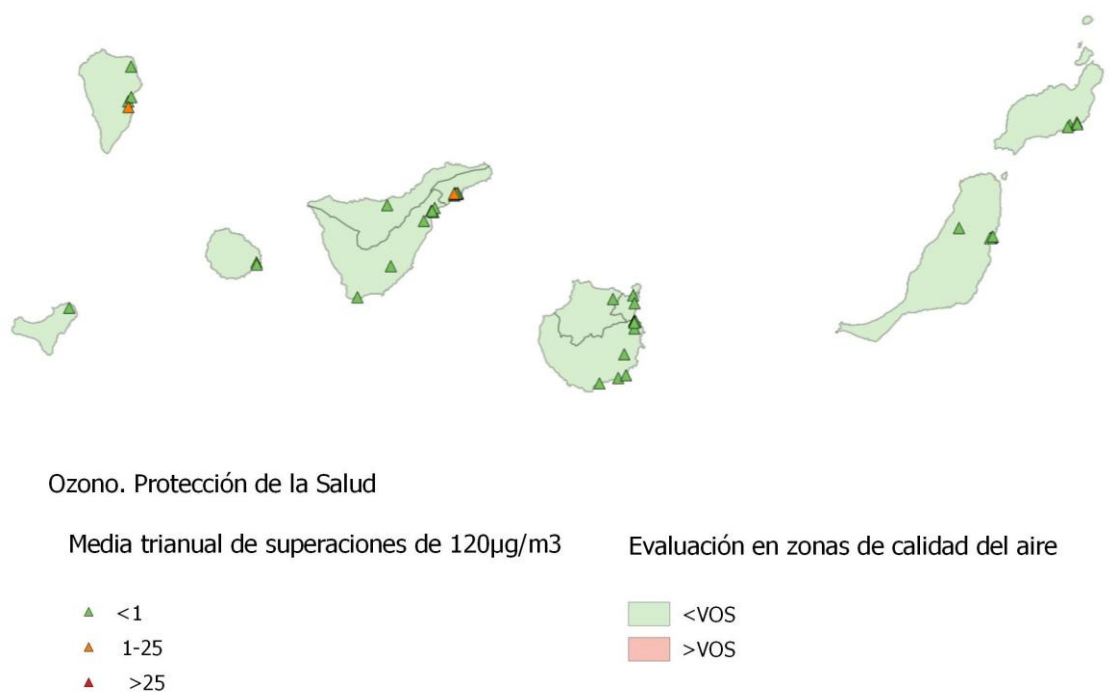 Ozono. Protección de la Salud
Media trianual de superaciones de 120µg/m3
Evaluación en zonas de calidad del aire
<1
<VOS
1-25
>VOS
>25